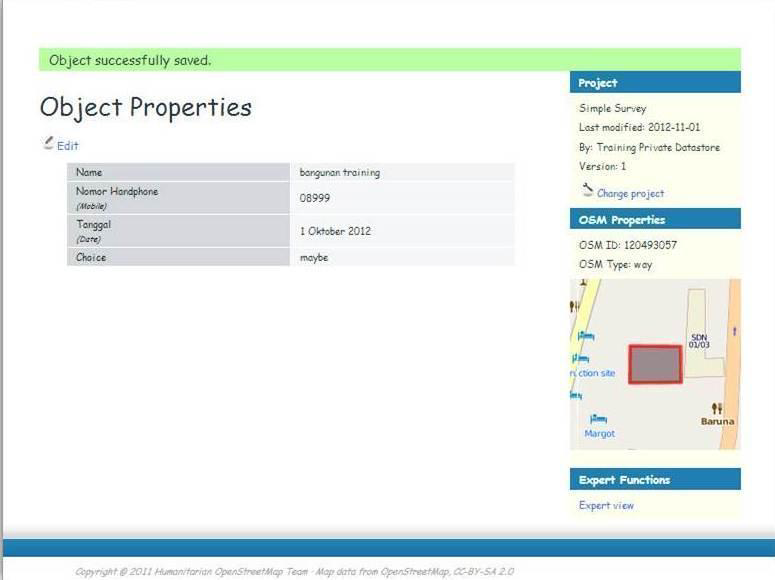 Object successfully saved.
Object Properties
Edit
Name bangunan training
Nomor Handphone
(Mobile)
08999
Tanggal
(Date)
1 Oktober 2012
Choice maybe
Project
Simple Survey
Last modified: 2012-11-01
By: Training Private Datastore
Version: 1
Change project
OSM Properties
OSM ID: 120493057
OSM Type: way
SDN
01/03
ction site
Baruna
Margot
Expert Functions
Expert view
Copyright @ 2011 Humanitarian OpenStreetMap Team · Map data from OpenStreetMap, CC-BY-SA 2.0